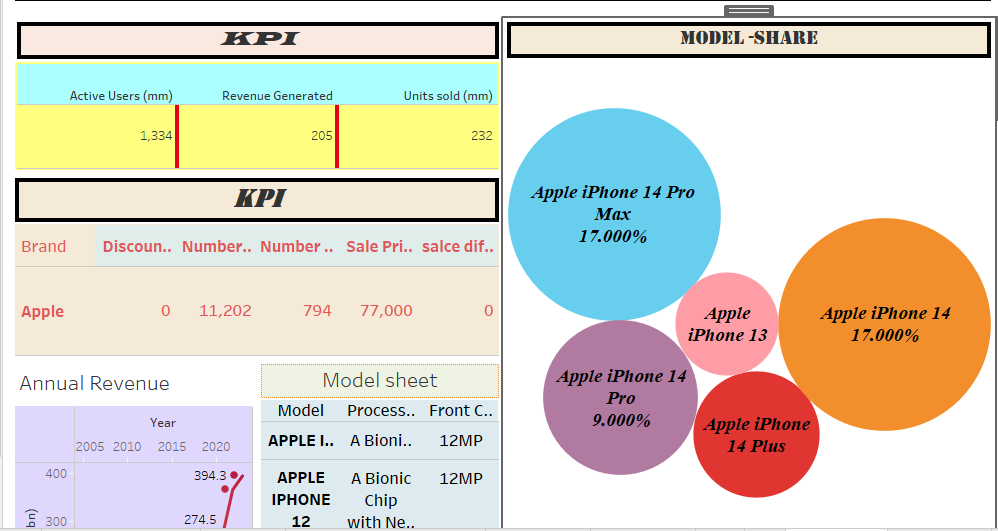 KPI
Active Users (mm) Revenue Generated Units sold (mm)
1,334 205 232
KPI
Brand Discoun.. Number.. Number .. Sale Pri.. salce dif..
Apple 0 11,202 794 77,000 0
Annual Revenue
Year
2005 2010 2015 2020
400
394.3
300
274.5
bn)
Model sheet
Model Process.. Front C..
APPLE I.. A Bioni.. 12MP
APPLE A Bionic 12MP
IPHONE Chip
12 with Ne..
MODEL -SHARE
Apple iPhone 14 Pro
Max
17.000%
Apple
iPhone 13
Apple iPhone 14
17.000%
Apple iPhone 14
Pro
9.000%
Apple iPhone
14 Plus